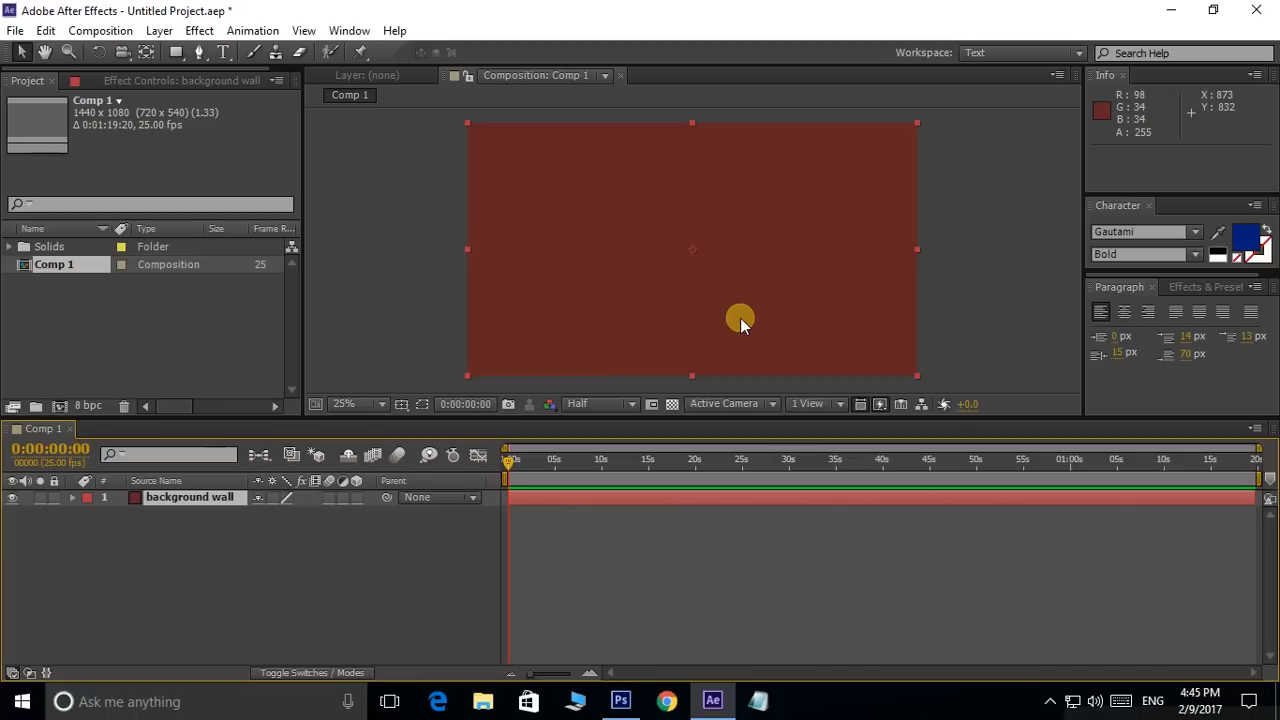 Ae Adobe After Effects - Untitled Project.aep *
File Edit Composition Layer Effect Animation View Window Help
Workspace: Text Search Help
Project Effect Controls: background wall
Layer: (none) Composition: Comp 1
Info
Comp 1
1440 x 1080 (720 x 540) (1.33)
Δ 0:01:19:20, 25.00 fps
Comp 1
R : 98
G : 34
B : 34
A : 255
X : 873
Y : 832
Character
Gautami
Bold
Name Type Size Frame R...
Solids Folder
Comp 1 Composition 25
Paragraph Effects & Preset
0 px 14 px 13 px
15 px 70 px
8 bpc
25% 0:00:00:00 Half Active Camera 1 View +0.0
Comp 1
0:00:00:00
00000 (25.00 fps)
05s 10s 15s 20s 25s 30s 35s 40s 45s 50s 55s 01:00s 05s 10s 15s 20s
# Source Name fx Parent
1 background wall None
Toggle Switches / Modes
Ask me anything
Ps Ae
ENG
4:45 PM
2/9/2017